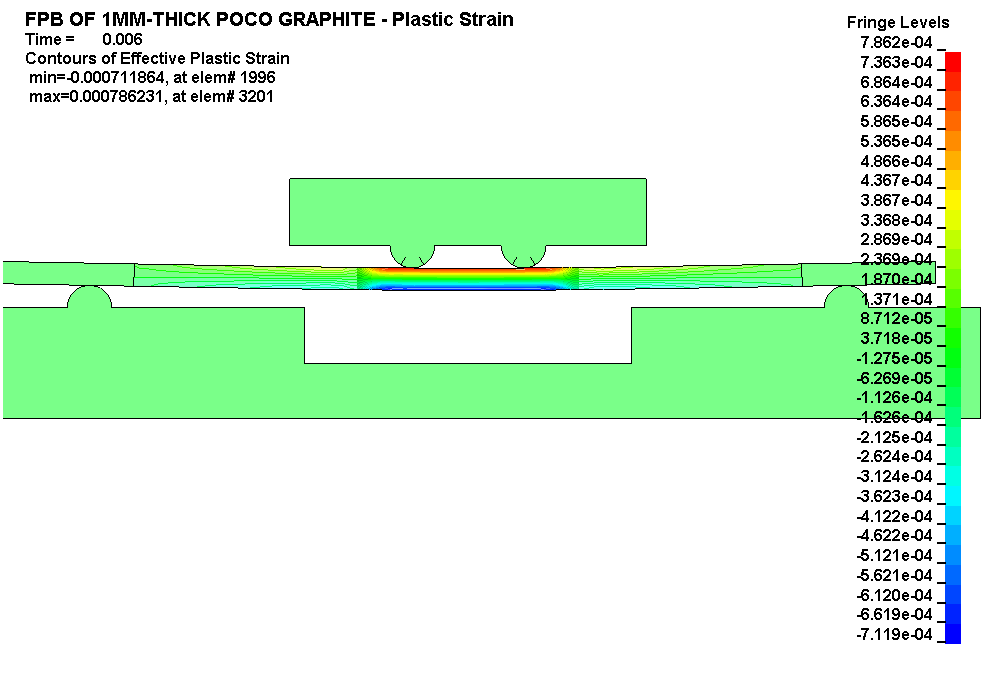 FPB OF 1MM-THICK POCO GRAPHITE - Plastic Strain
Time = 0.006
Contours of Effective Plastic Strain
min=-0.000711864, at elem# 1996
max=0.000786231, at elem# 3201
Fringe Levels
7.862e-04
7.363e-04
6.864e-04
6.364e-04
5.865e-04
5.365e-04
4.866e-04
4.367e-04
3.867e-04
3.368e-04
2.869e-04
2.369e-04
1.870e-04
1.371e-04
8.712e-05
3.718e-05
-1.275e-05
-6.269e-05
-1.126e-04
-1.626e-04
-2.125e-04
-2.624e-04
-3.124e-04
-3.623e-04
-4.122e-04
-4.622e-04
-5.121e-04
-5.621e-04
-6.120e-04
-6.619e-04
-7.119e-04